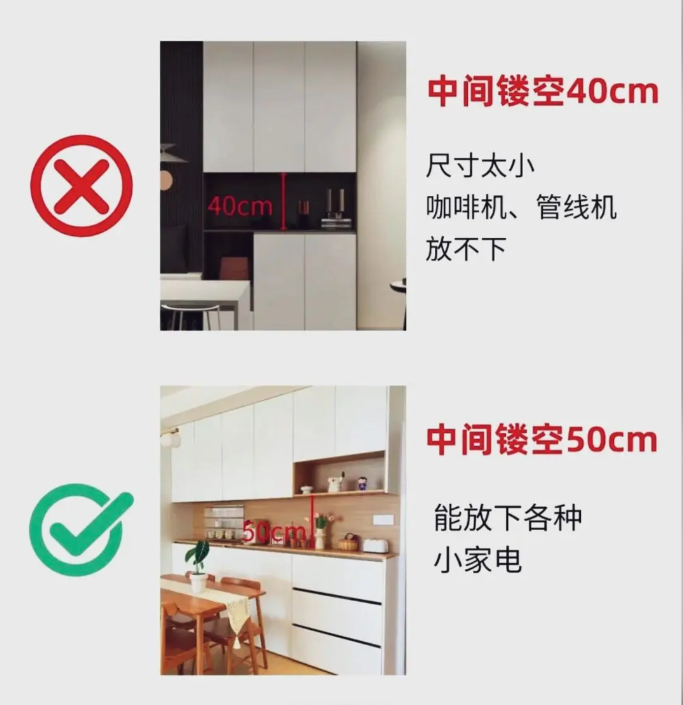 中间镂空40cm
尺寸太小
咖啡机、管线机
放不下
40cm
中间镂空50cm
能放下各种
小家电
50cm